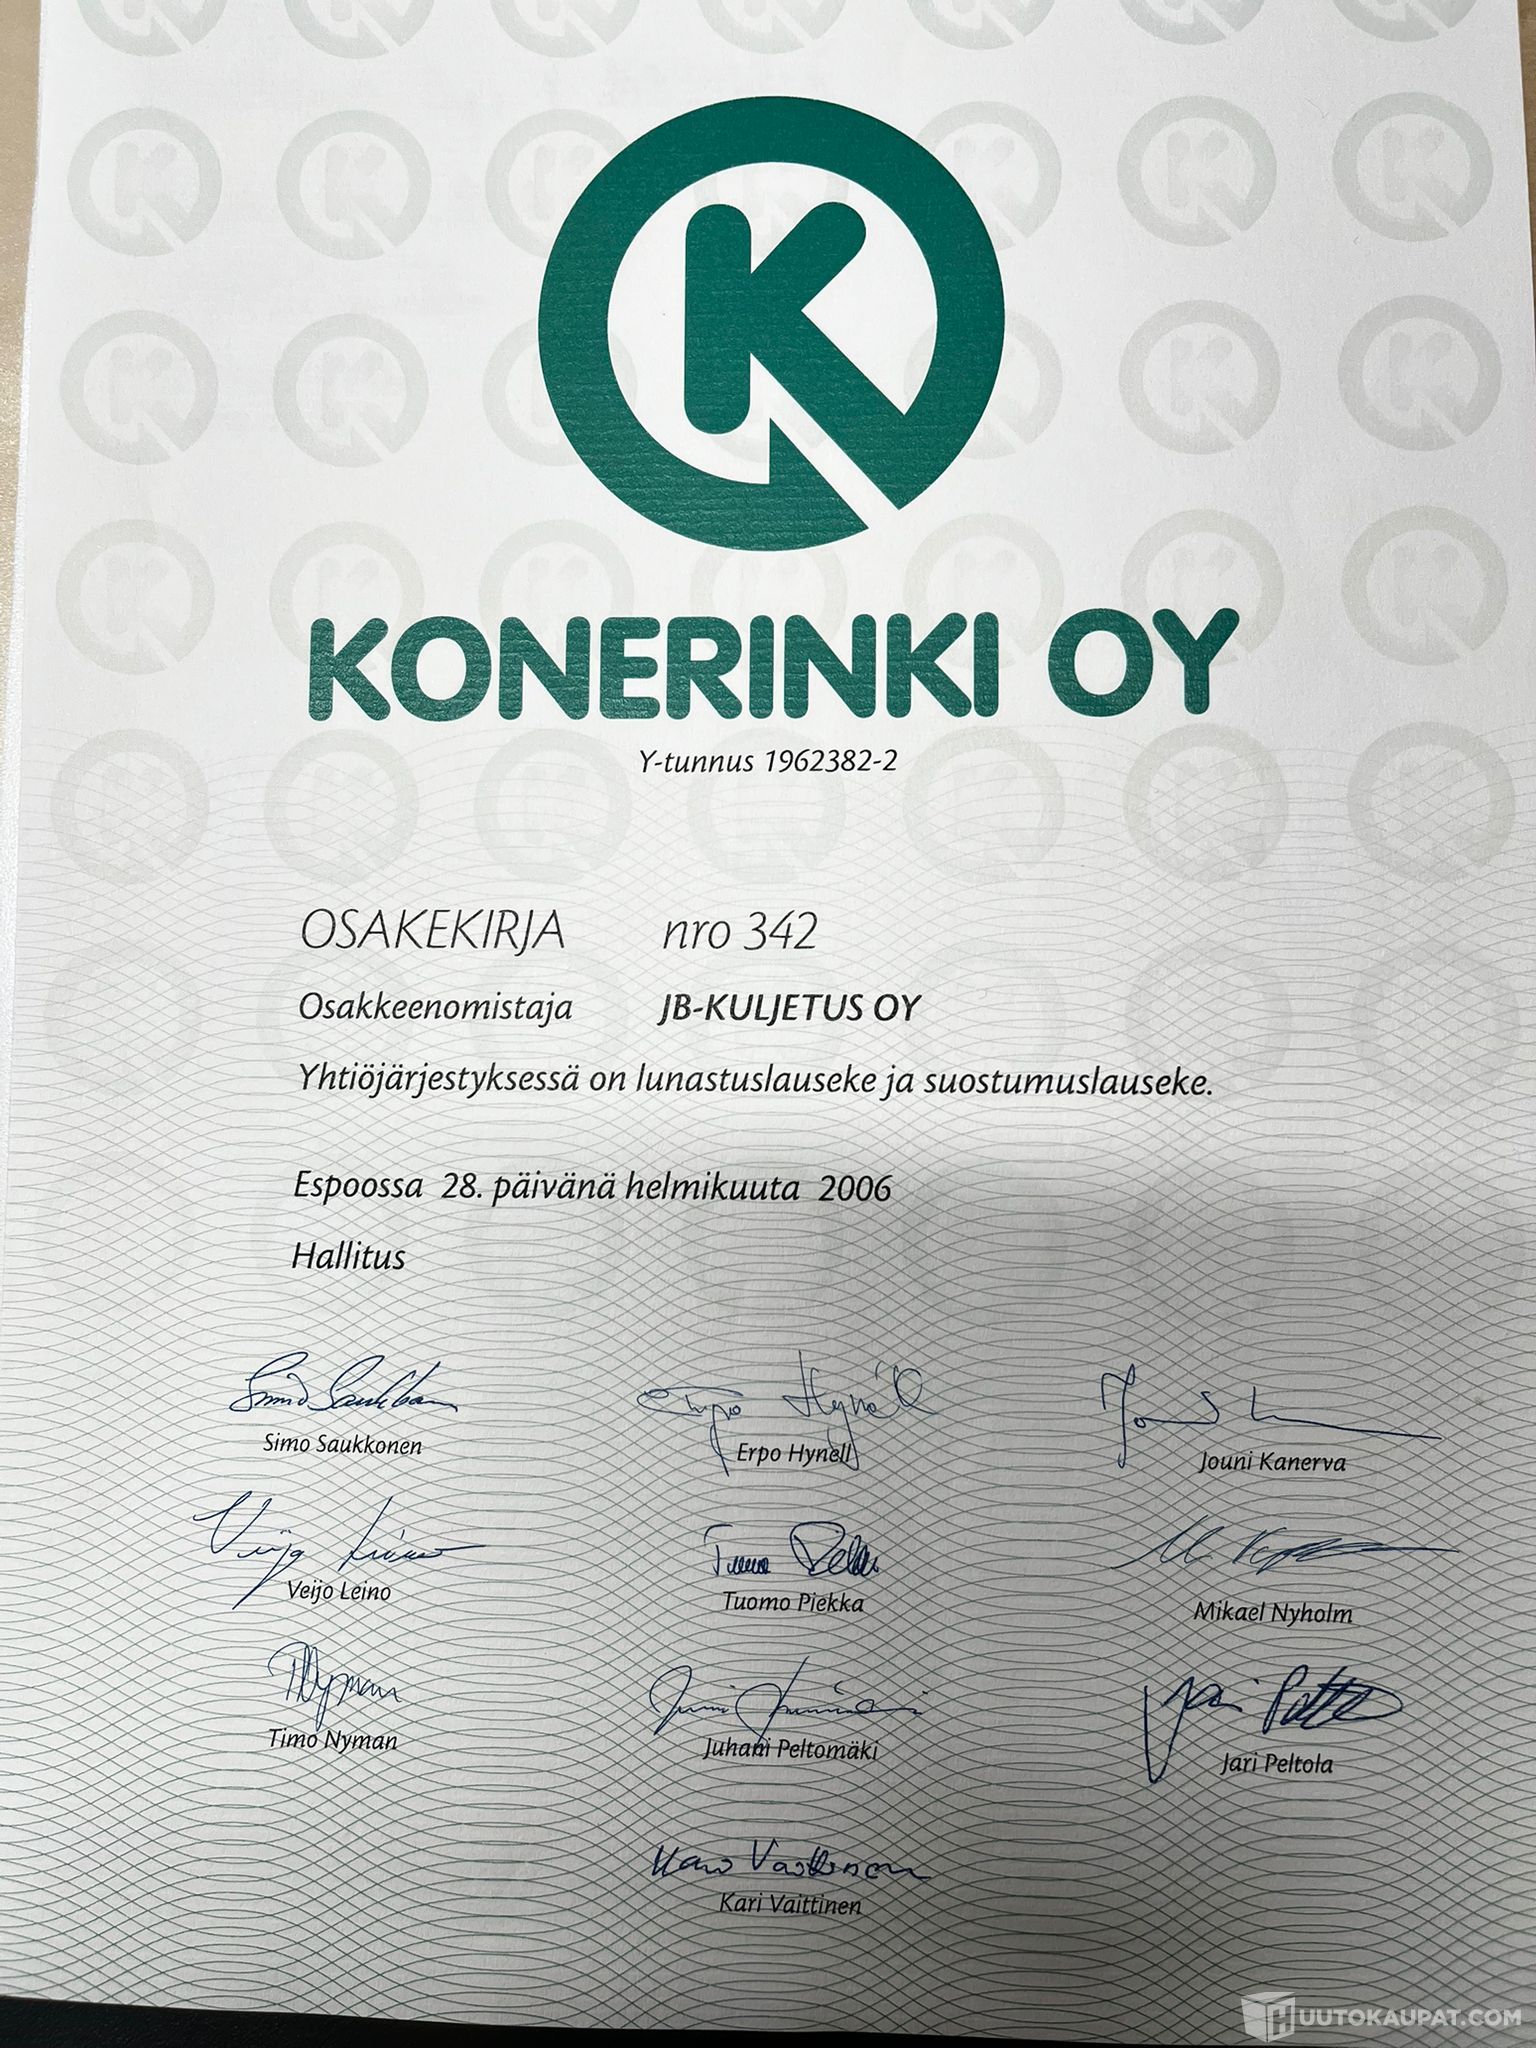 K
KONERINKI OY
Y-tunnus 1962382-2
OSAKEKIRJA nro 342
Osakkeenomistaja JB-KULJETUS OY
Yhtiöjärjestyksessä on lunastuslauseke ja suostumuslauseke.
Espoossa 28. päivänä helmikuuta 2006
Hallitus
Simo Saukkonen Erpo Hynell Jouni Kanerva
Veijo Leino Tuomo Piekka Mikael Nyholm
Timo Nyman Juhani Peltomäki Jari Peltola
Kari Vaittinen
HUUTOKAUPAT.COM